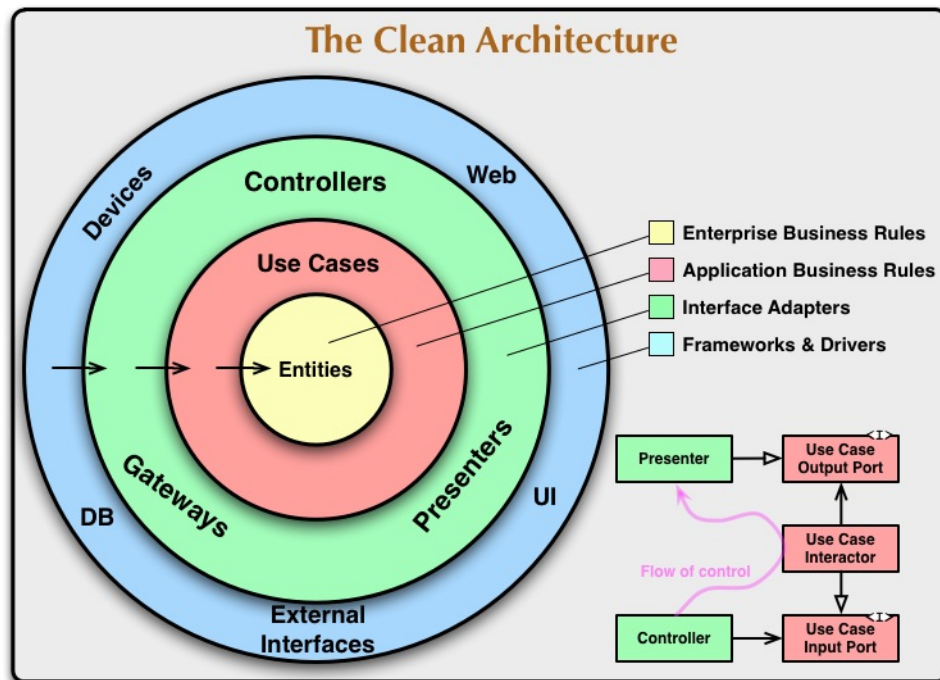 The Clean Architecture
Devices
Web
Controllers
Use Cases
Entities
Gateways
Presenters
DB
UI
External
Interfaces
Enterprise Business Rules
Application Business Rules
Interface Adapters
Frameworks & Drivers
Presenter
<I>
Use Case
Output Port
Use Case
Interactor
Flow of control
Controller
<I>
Use Case
Input Port